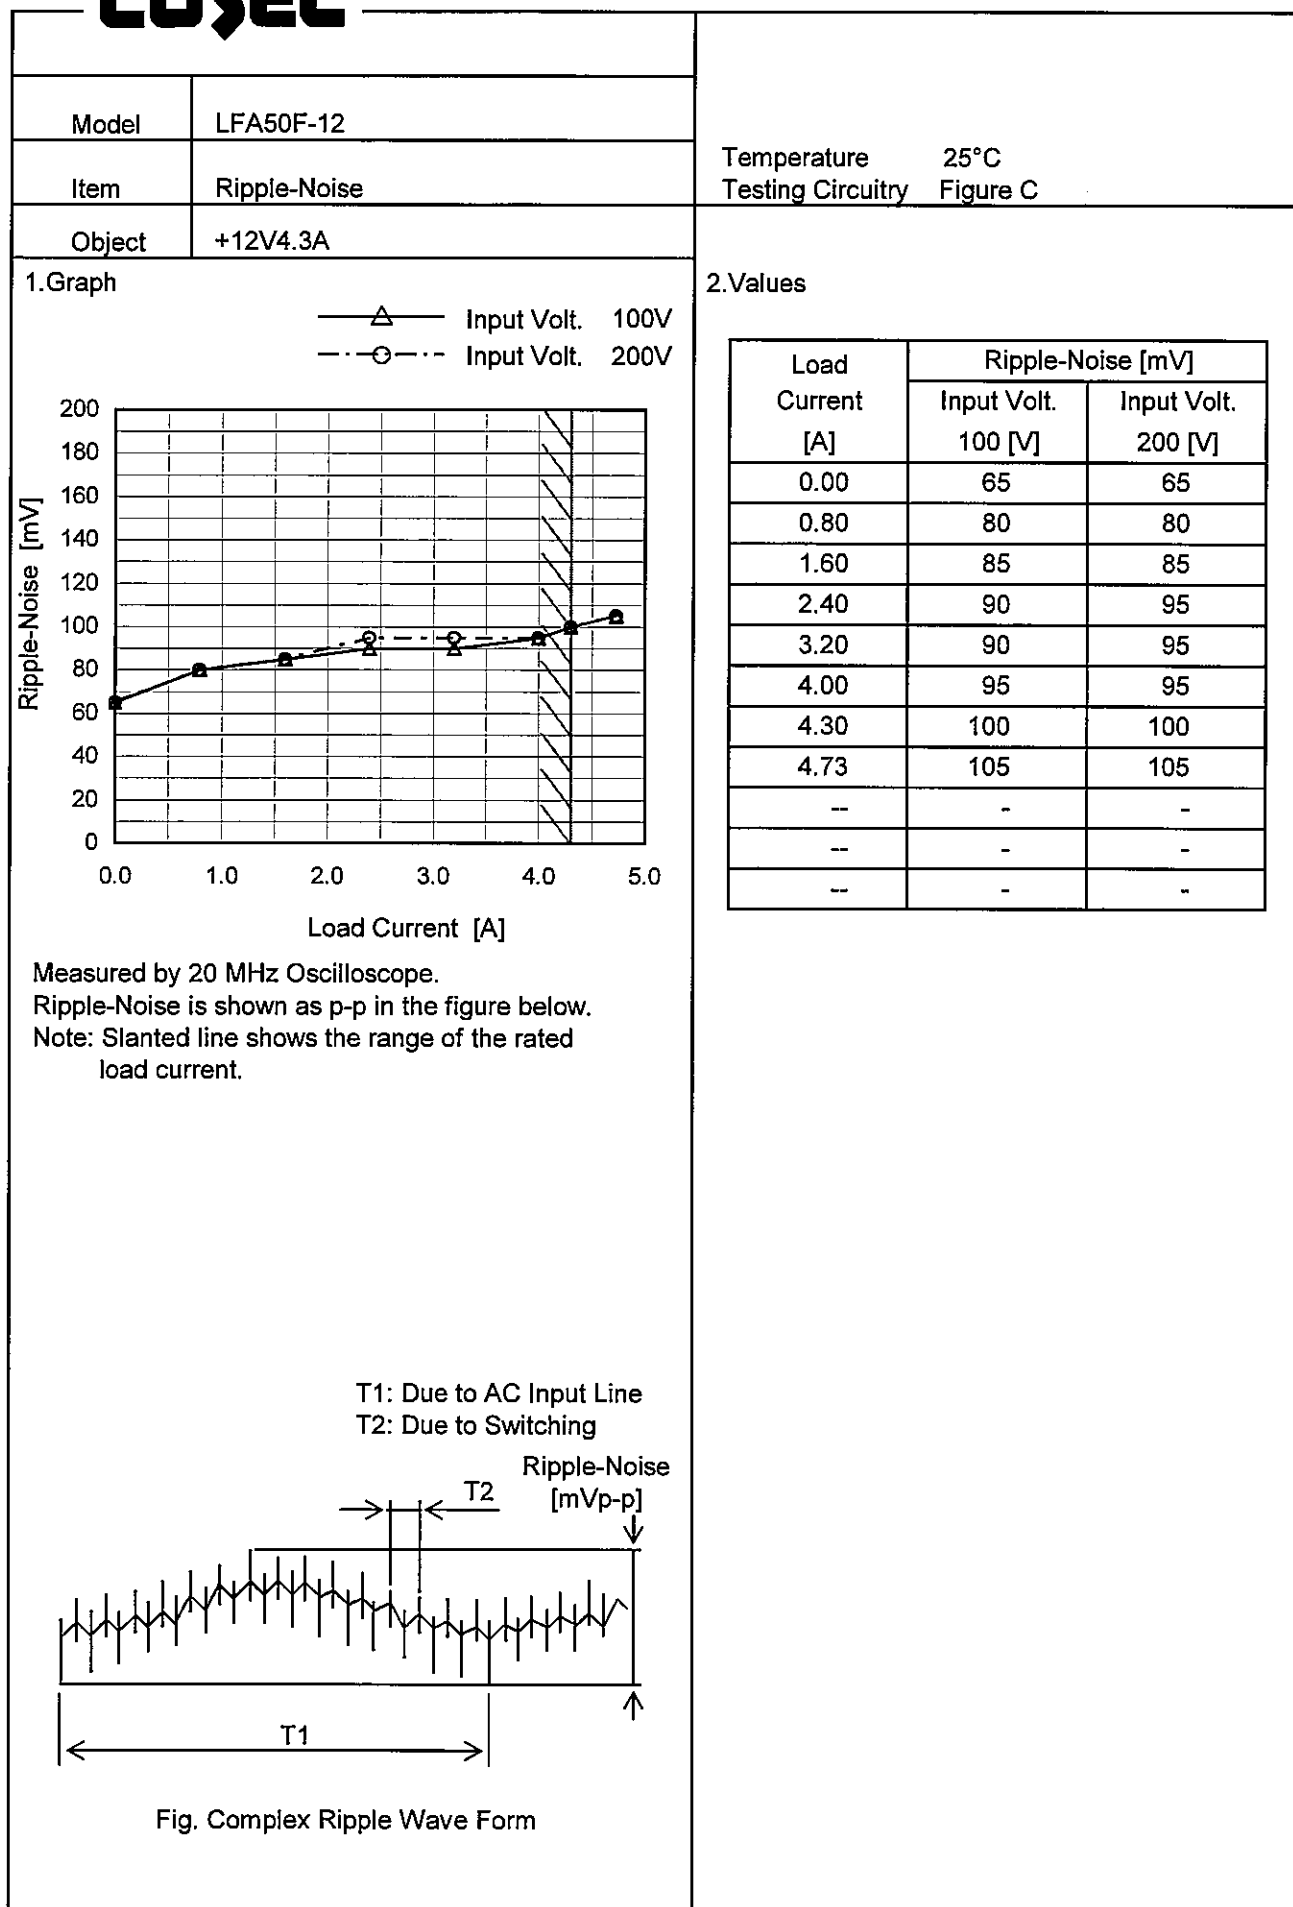 COSEL
Model LFA50F-12
Item Ripple-Noise
Object +12V4.3A
Temperature 25°C
Testing Circuitry Figure C
1.Graph
Input Volt. 100V
Input Volt. 200V
Ripple-Noise [mV]
200
180
160
140
120
100
80
60
40
20
0
0.0 1.0 2.0 3.0 4.0 5.0
Load Current [A]
Measured by 20 MHz Oscilloscope.
Ripple-Noise is shown as p-p in the figure below.
Note: Slanted line shows the range of the rated
load current.
T1: Due to AC Input Line
T2: Due to Switching
Ripple-Noise
[mVp-p]
T2
T1
Fig. Complex Ripple Wave Form
2.Values
Load Ripple-Noise [mV]
Current Input Volt. Input Volt.
[A] 100 [V] 200 [V]
0.00 65 65
0.80 80 80
1.60 85 85
2.40 90 95
3.20 90 95
4.00 95 95
4.30 100 100
4.73 105 105
-- - -
-- - -
-- - -